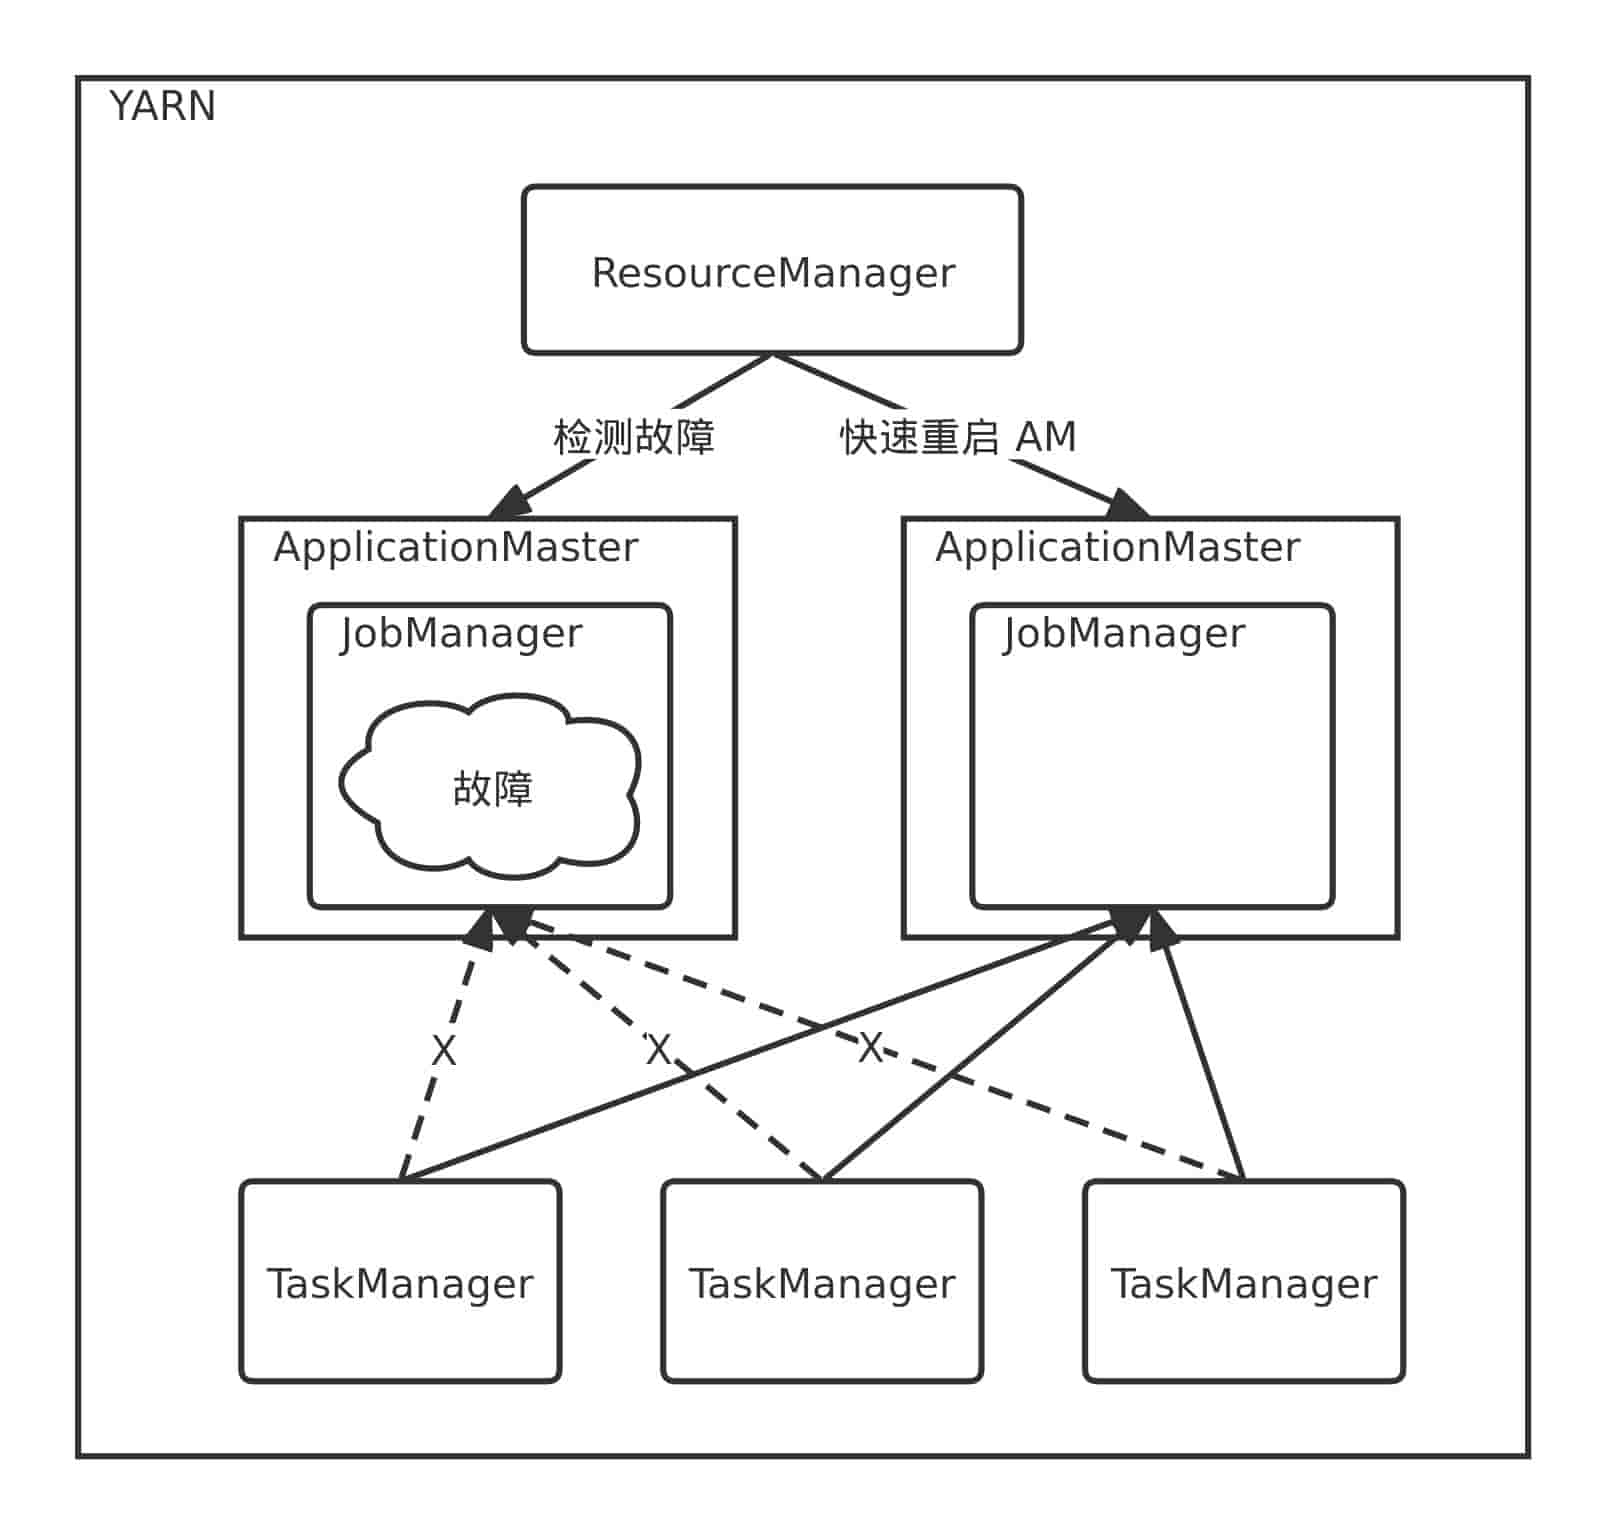 YARN
ResourceManager
检测故障
快速重启 AM
ApplicationMaster
ApplicationMaster
JobManager
JobManager
故障
X
X
X
TaskManager
TaskManager
TaskManager